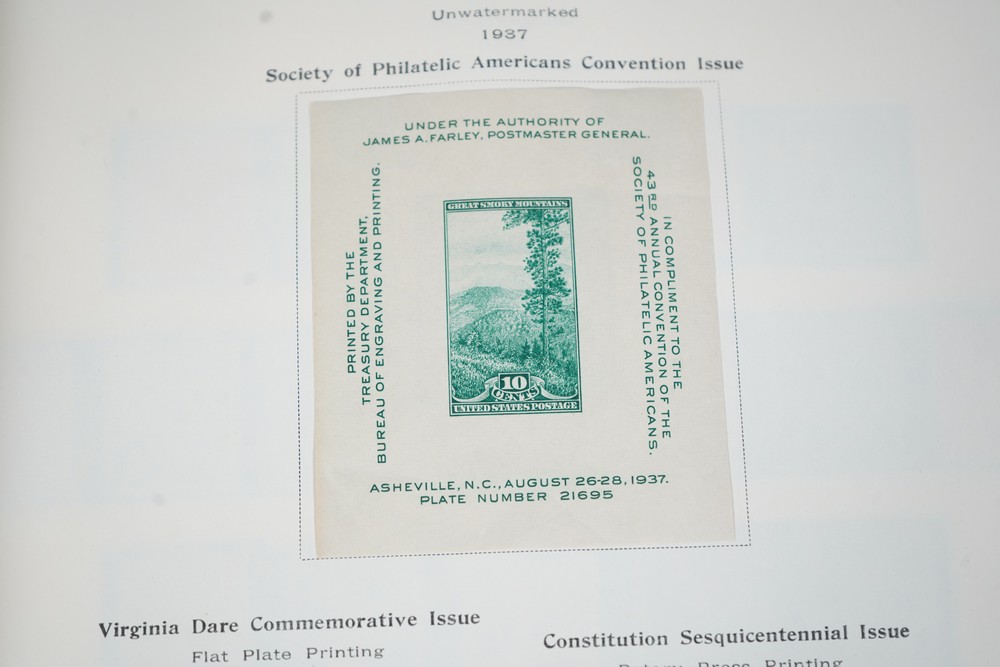 Unwatermarked
1937
Society of Philatelic Americans Convention Issue
UNDER THE AUTHORITY OF
JAMES A. FARLEY, POSTMASTER GENERAL.
PRINTED BY THE
TREASURY DEPARTMENT,
BUREAU OF ENGRAVING AND PRINTING.
GREAT SMOKY MOUNTAINS
10
CENTS
UNITED STATES POSTAGE
IN COMPLIMENT TO THE
43RD ANNUAL CONVENTION OF THE
SOCIETY OF PHILATELIC AMERICANS.
ASHEVILLE, N.C., AUGUST 26-28, 1937.
PLATE NUMBER 21695
Virginia Dare Commemorative Issue
Flat Plate Printing
Constitution Sesquicentennial Issue
Rotary Press Printing